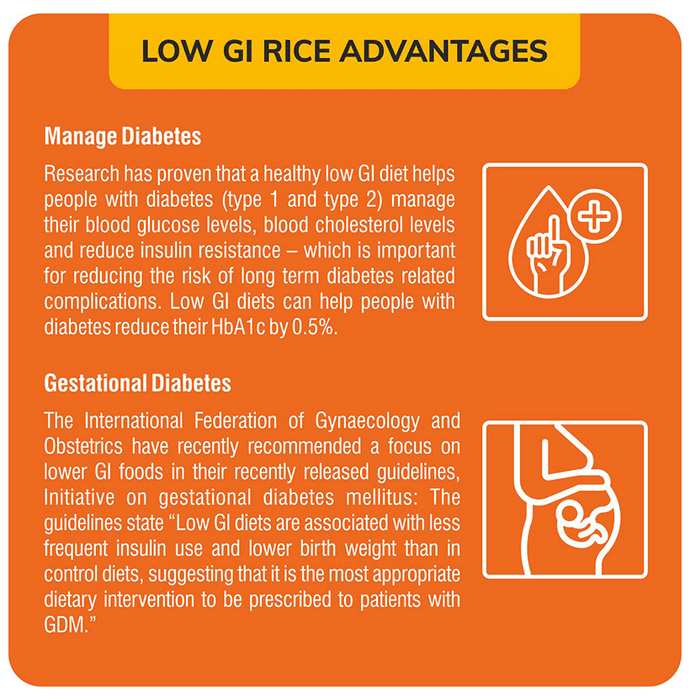 LOW GI RICE ADVANTAGES
Manage Diabetes
Research has proven that a healthy low GI diet helps
people with diabetes (type 1 and type 2) manage
their blood glucose levels, blood cholesterol levels
and reduce insulin resistance – which is important
for reducing the risk of long term diabetes related
complications. Low GI diets can help people with
diabetes reduce their HbA1c by 0.5%.
Gestational Diabetes
The International Federation of Gynaecology and
Obstetrics have recently recommended a focus on
lower GI foods in their recently released guidelines,
Initiative on gestational diabetes mellitus: The
guidelines state “Low GI diets are associated with less
frequent insulin use and lower birth weight than in
control diets, suggesting that it is the most appropriate
dietary intervention to be prescribed to patients with
GDM.”